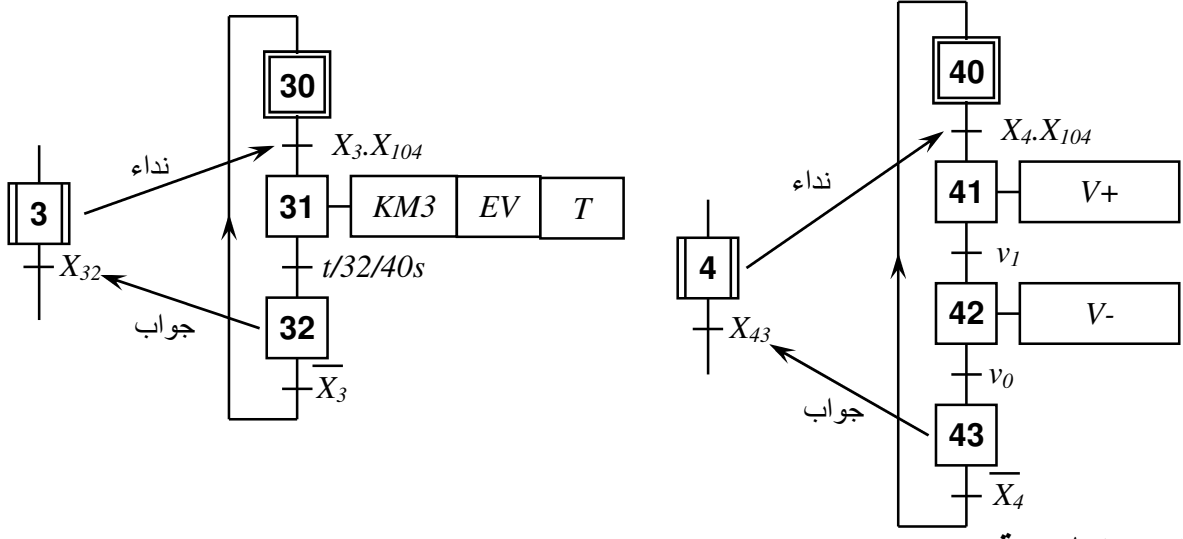 30
X₃.X₁₀₄
نداء
3
31
KM3
EV
T
X₃₂
t/32/40s
جواب
32
X̅₃
40
X₄.X₁₀₄
نداء
41
V+
4
v₁
X₄₃
42
V-
v₀
جواب
43
X̅₄